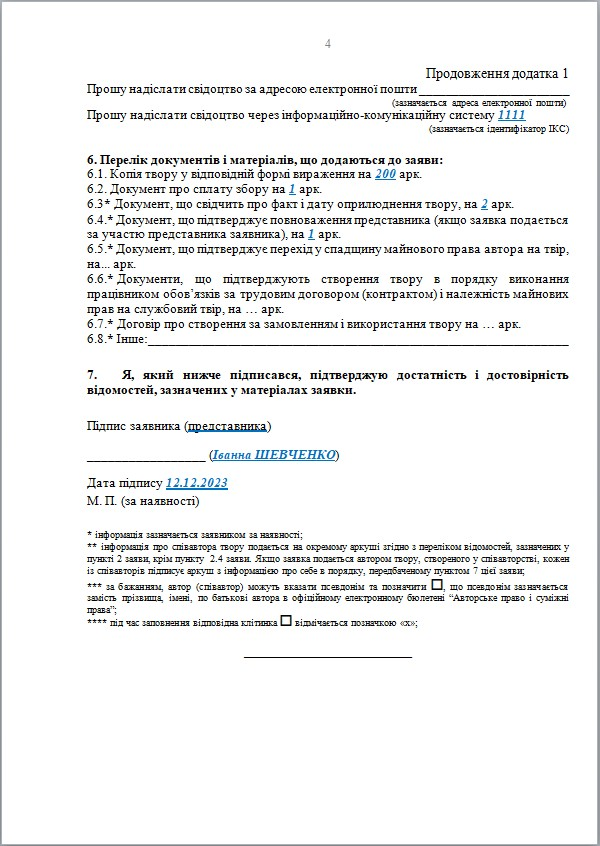 4
Продовження додатка 1
Прошу надіслати свідоцтво за адресою електронної пошти ______________________
(зазначається адреса електронної пошти)
Прошу надіслати свідоцтво через інформаційно-комунікаційну систему 1111
(зазначається ідентифікатор ІКС)
6. Перелік документів і матеріалів, що додаються до заяви:
6.1. Копія твору у відповідній формі вираження на 200 арк.
6.2. Документ про сплату збору на 1 арк.
6.3* Документ, що свідчить про факт і дату оприлюднення твору, на 2 арк.
6.4.* Документ, що підтверджує повноваження представника (якщо заявка подається
за участю представника заявника), на 1 арк.
6.5.* Документ, що підтверджує перехід у спадщину майнового права автора на твір,
на... арк.
6.6.* Документи, що підтверджують створення твору в порядку виконання
працівником обов’язків за трудовим договором (контрактом) і належність майнових
прав на службовий твір, на … арк.
6.7.* Договір про створення за замовленням і використання твору на … арк.
6.8.* Інше:____________________________________________________________
7. Я, який нижче підписався, підтверджую достатність і достовірність
відомостей, зазначених у матеріалах заявки.
Підпис заявника (представника)
_________________ (Іванна ШЕВЧЕНКО)
Дата підпису 12.12.2023
М. П. (за наявності)
* інформація зазначається заявником за наявності;
** інформація про співавтора твору подається на окремому аркуші згідно з переліком відомостей, зазначених у
пункті 2 заяви, крім пункту 2.4 заяви. Якщо заявка подається автором твору, створеного у співавторстві, кожен
із співавторів підписує аркуш з інформацією про себе в порядку, передбаченому пунктом 7 цієї заяви;
*** за бажанням, автор (співавтор) можуть вказати псевдонім та позначити ☐, що псевдонім зазначається
замість прізвища, імені, по батькові автора в офіційному електронному бюлетені “Авторське право і суміжні
права”;
**** під час заповнення відповідна клітинка ☐ відмічається позначкою «х»;
________________________